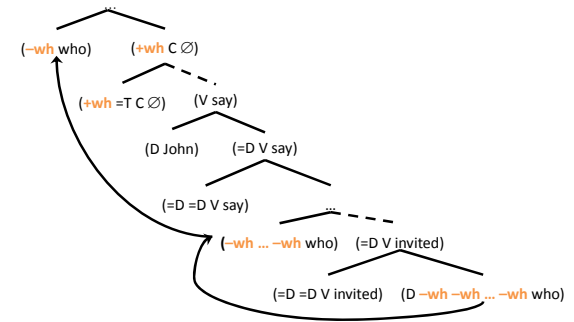 ...
(–wh who) (+wh C ∅)
(+wh =T C ∅) (V say)
(D John) (=D V say)
(=D =D V say) ...
(–wh ... –wh who) (=D V invited)
(=D =D V invited) (D –wh –wh ... –wh who)